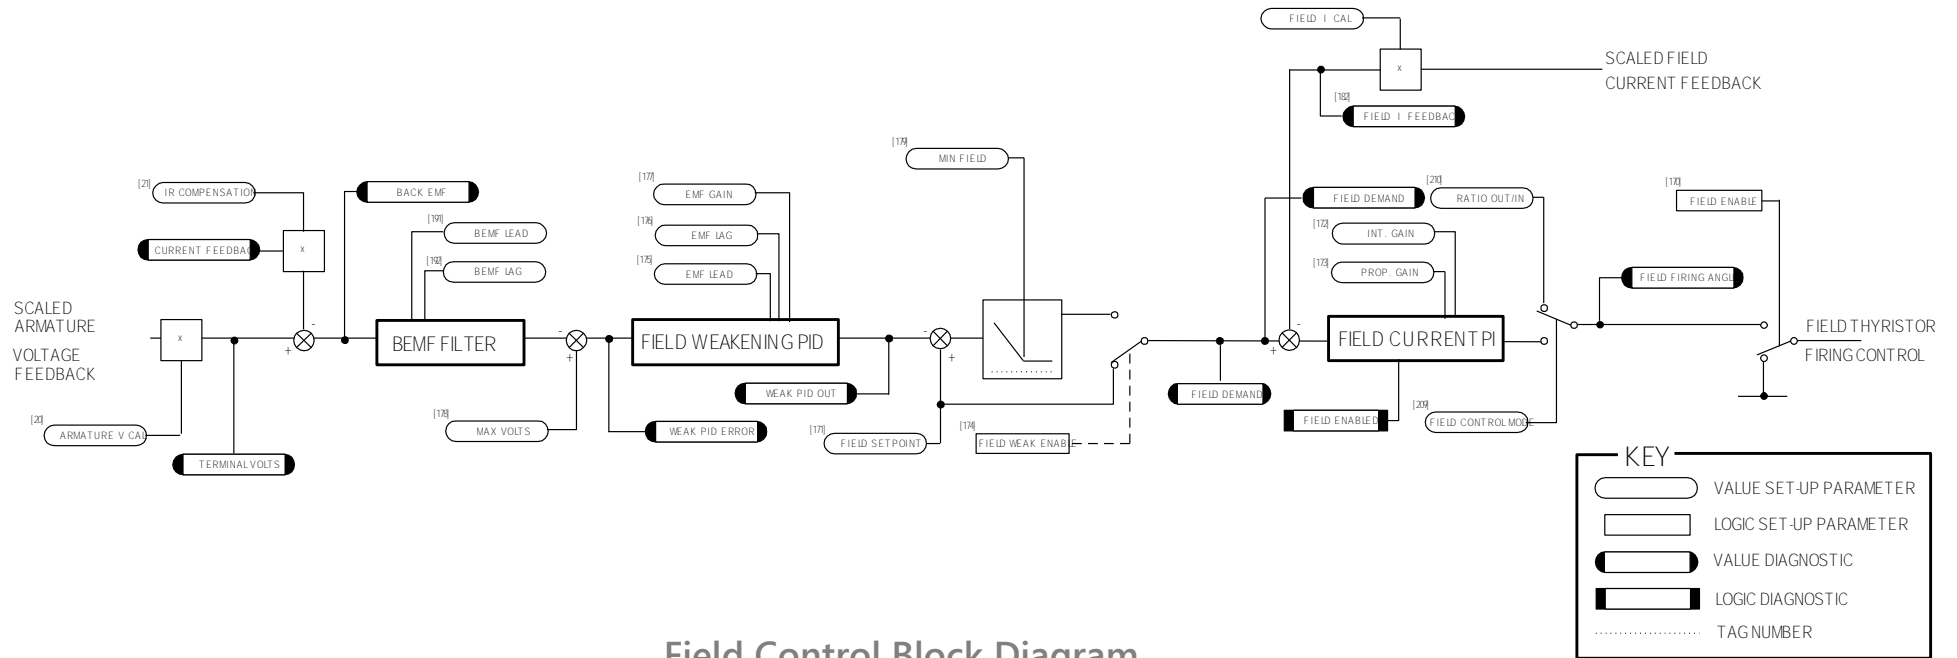 FIELD I CAL
x
SCALED FIELD
CURRENT FEEDBACK
[182]
FIELD I FEEDBAC
[179]
MIN FIELD
[21]
IR COMPENSATION
BACK EMF
[177]
EMF GAIN
FIELD DEMAND
[210]
RATIO OUT/IN
[170]
FIELD ENABLE
[191]
BEMF LEAD
[176]
EMF LAG
[172]
INT. GAIN
CURRENT FEEDBAC
x
[192]
BEMF LAG
[175]
EMF LEAD
[173]
PROP. GAIN
FIELD FIRING ANGL
SCALED
ARMATURE
VOLTAGE
FEEDBACK
x
-
+
BEMF FILTER
-
+
FIELD WEAKENING PID
-
+
-
+
FIELD CURRENT PI
FIELD THYRISTOR
FIRING CONTROL
WEAK PID OUT
FIELD DEMAND
[20]
ARMATURE V CAL
[178]
MAX VOLTS
WEAK PID ERROR
[171]
FIELD SETPOINT
[174]
FIELD WEAK ENABLE
FIELD ENABLED
[209]
FIELD CONTROL MODE
TERMINAL VOLTS
KEY
VALUE SET-UP PARAMETER
LOGIC SET-UP PARAMETER
VALUE DIAGNOSTIC
LOGIC DIAGNOSTIC
TAG NUMBER
Field Control Block Diagram